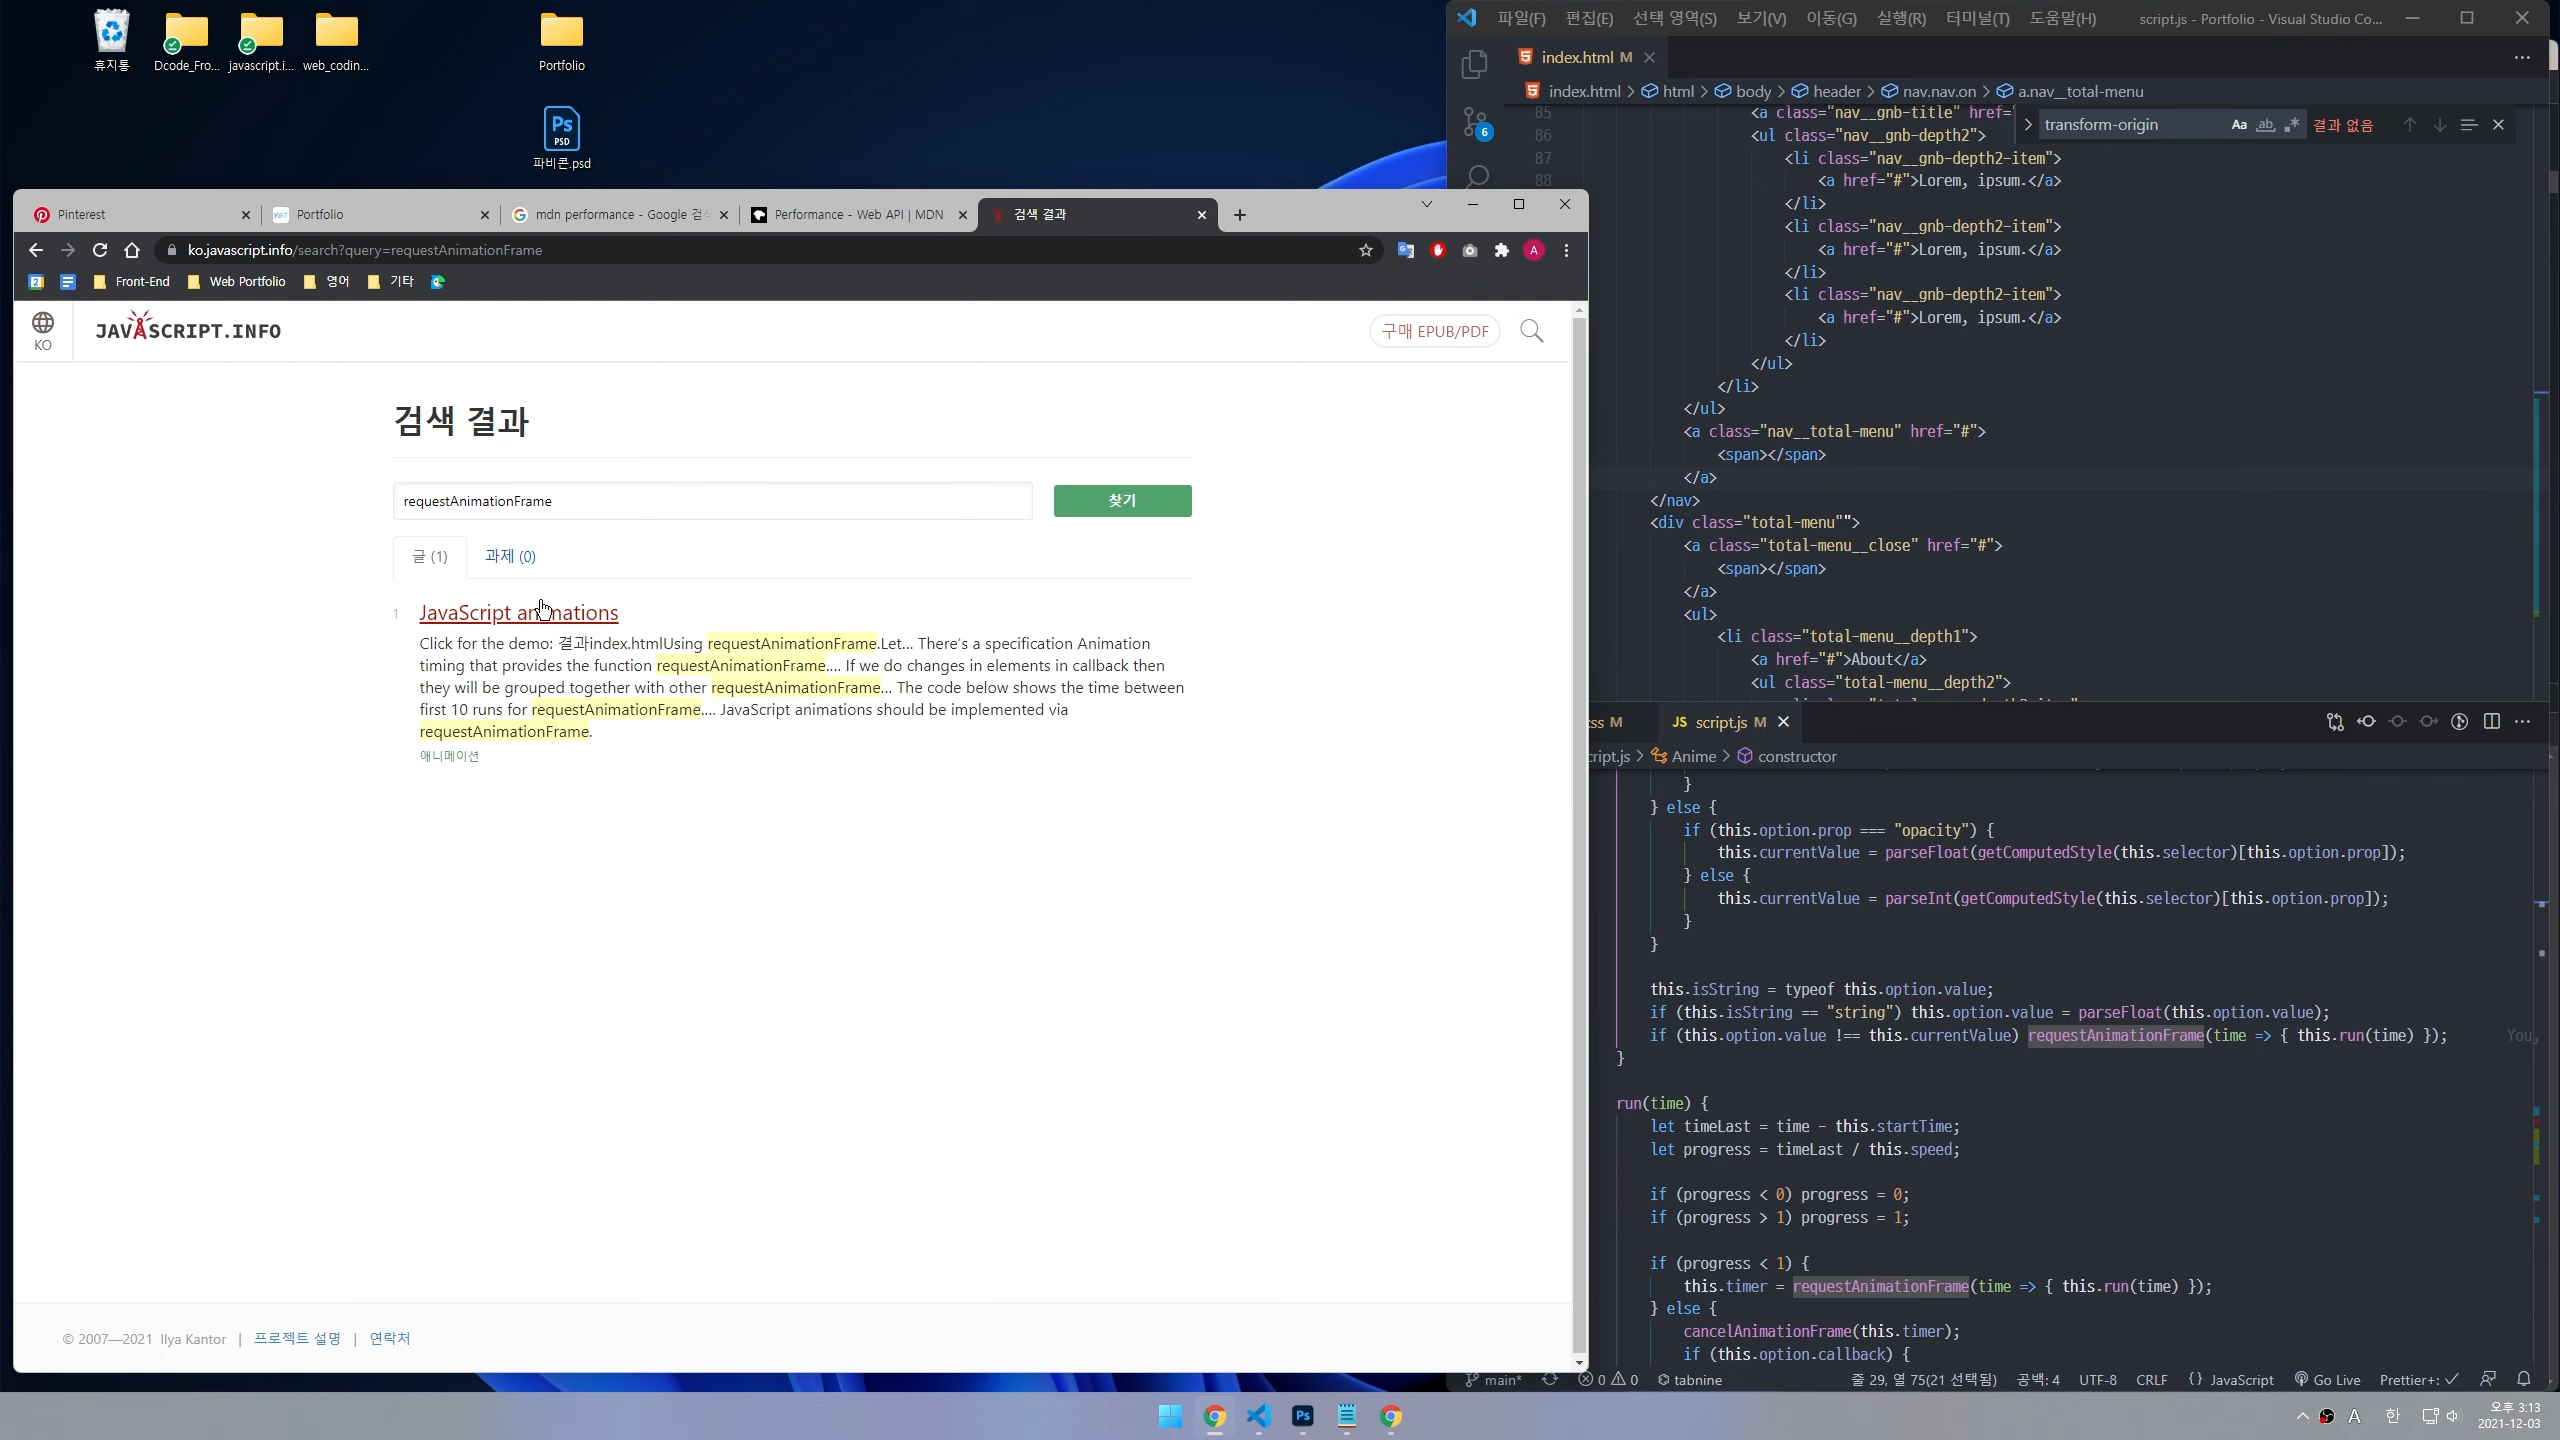 휴지통
Dcode_Fro...
javascript.i...
web_codin...
Portfolio
Ps
PSD
파비콘.psd
Pinterest
Portfolio
mdn performance - Google 검색
Performance - Web API | MDN
검색 결과
ko.javascript.info/search?query=requestAnimationFrame
A
Front-End
Web Portfolio
영어
기타
KO
JAVASCRIPT.INFO
구매 EPUB/PDF
검색 결과
requestAnimationFrame
찾기
글 (1)
과제 (0)
1
JavaScript animations
Click for the demo: 결과index.htmlUsing requestAnimationFrame.Let... There's a specification Animation
timing that provides the function requestAnimationFrame.... If we do changes in elements in callback then
they will be grouped together with other requestAnimationFrame... The code below shows the time between
first 10 runs for requestAnimationFrame.... JavaScript animations should be implemented via
requestAnimationFrame.
애니메이션
© 2007—2021 Ilya Kantor | 프로젝트 설명 | 연락처
파일(F) 편집(E) 선택 영역(S) 보기(V) 이동(G) 실행(R) 터미널(T) 도움말(H) script.js - Portfolio - Visual Studio Co...
index.html M
index.html > html > body > header > nav.nav.on > a.nav__total-menu
6
transform-origin
Aa
ab
결과 없음
85 <a class="nav__gnb-title" href="
86 <ul class="nav__gnb-depth2">
87 <li class="nav__gnb-depth2-item">
88 <a href="#">Lorem, ipsum.</a>
</li>
<li class="nav__gnb-depth2-item">
<a href="#">Lorem, ipsum.</a>
</li>
<li class="nav__gnb-depth2-item">
<a href="#">Lorem, ipsum.</a>
</li>
</ul>
</li>
</ul>
<a class="nav__total-menu" href="#">
<span></span>
</a>
</nav>
<div class="total-menu"">
<a class="total-menu__close" href="#">
<span></span>
</a>
<ul>
<li class="total-menu__depth1">
<a href="#">About</a>
<ul class="total-menu__depth2">
ss M
JS script.js M
cript.js > Anime > constructor
}
} else {
if (this.option.prop === "opacity") {
this.currentValue = parseFloat(getComputedStyle(this.selector)[this.option.prop]);
} else {
this.currentValue = parseInt(getComputedStyle(this.selector)[this.option.prop]);
}
}
this.isString = typeof this.option.value;
if (this.isString == "string") this.option.value = parseFloat(this.option.value);
if (this.option.value !== this.currentValue) requestAnimationFrame(time => { this.run(time) }); You,
}
run(time) {
let timeLast = time - this.startTime;
let progress = timeLast / this.speed;
if (progress < 0) progress = 0;
if (progress > 1) progress = 1;
if (progress < 1) {
this.timer = requestAnimationFrame(time => { this.run(time) });
} else {
cancelAnimationFrame(this.timer);
if (this.option.callback) {
main* 0 0 tabnine 줄 29, 열 75(21 선택됨) 공백: 4 UTF-8 CRLF {} JavaScript Go Live Prettier+: ✓
Ps
A
한
오후 3:13
2021-12-03